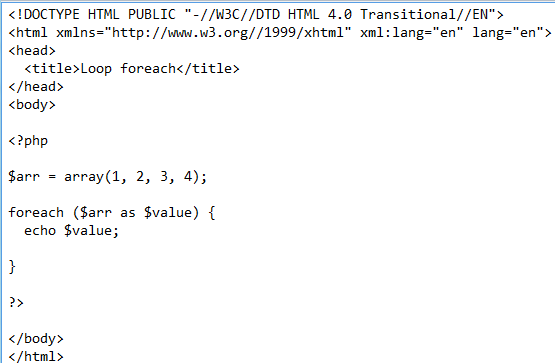 <!DOCTYPE HTML PUBLIC "-//W3C//DTD HTML 4.0 Transitional//EN">
<html xmlns="http://www.w3.org//1999/xhtml" xml:lang="en" lang="en">
<head>
  <title>Loop foreach</title>
</head>
<body>

<?php

$arr = array(1, 2, 3, 4);

foreach ($arr as $value) {
  echo $value;

}

?>

</body>
</html>